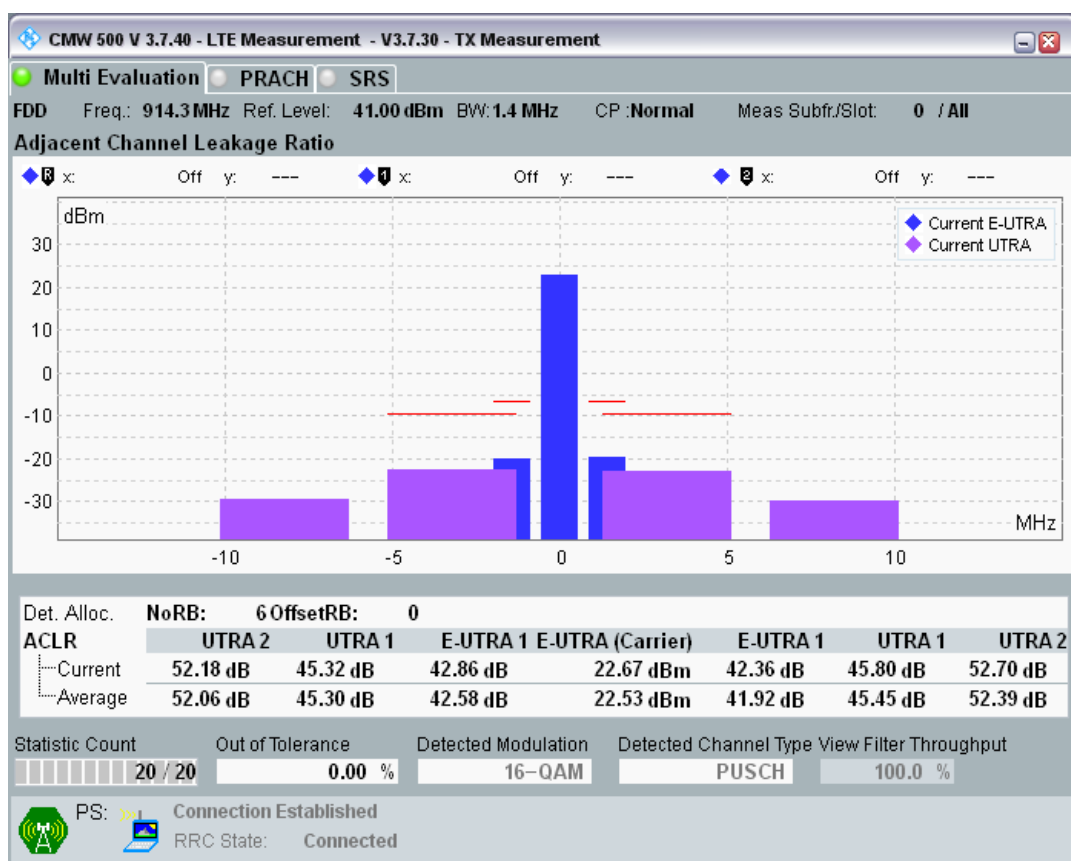 CMW 500 V 3.7.40 - LTE Measurement - V3.7.30 - TX Measurement
Multi Evaluation PRACH SRS
FDD Freq.: 914.3 MHz Ref. Level: 41.00 dBm BW: 1.4 MHz CP :Normal Meas Subfr./Slot: 0 / All
Adjacent Channel Leakage Ratio
R x: Off y: --- 1 x: Off y: --- 2 x: Off y: ---
dBm
Current E-UTRA
Current UTRA
30
20
10
0
-10
-20
-30
MHz
-10 -5 0 5 10
Det. Alloc. NoRB: 6 OffsetRB: 0
ACLR UTRA 2 UTRA 1 E-UTRA 1 E-UTRA (Carrier) E-UTRA 1 UTRA 1 UTRA 2
Current 52.18 dB 45.32 dB 42.86 dB 22.67 dBm 42.36 dB 45.80 dB 52.70 dB
Average 52.06 dB 45.30 dB 42.58 dB 22.53 dBm 41.92 dB 45.45 dB 52.39 dB
Statistic Count Out of Tolerance Detected Modulation Detected Channel Type View Filter Throughput
20 / 20 0.00 % 16-QAM PUSCH 100.0 %
PS: Connection Established
RRC State: Connected